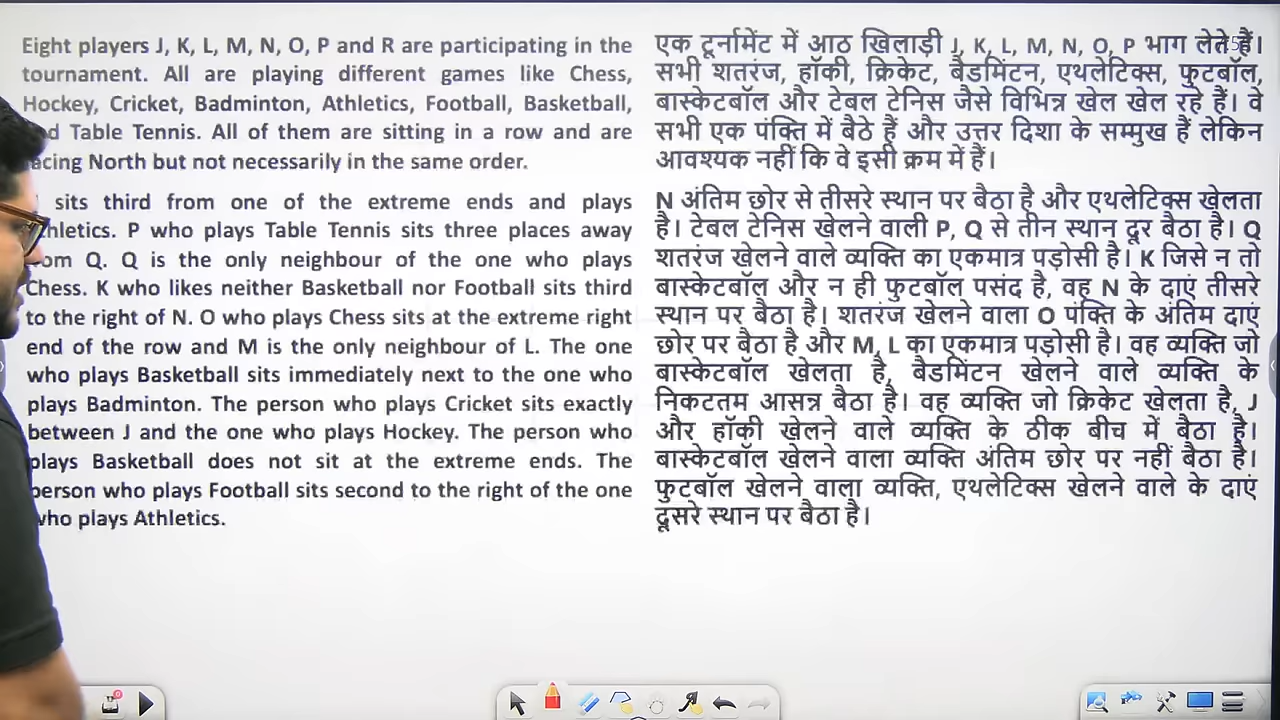 Eight players J, K, L, M, N, O, P and R are participating in the
tournament. All are playing different games like Chess,
Hockey, Cricket, Badminton, Athletics, Football, Basketball,
Table Tennis. All of them are sitting in a row and are
North but not necessarily in the same order.
sits third from one of the extreme ends and plays
P who plays Table Tennis sits three places away
Q. Q is the only neighbour of the one who plays
Chess. K who likes neither Basketball nor Football sits third
to the right of N. O who plays Chess sits at the extreme right
end of the row and M is the only neighbour of L. The one
who plays Basketball sits immediately next to the one who
plays Badminton. The person who plays Cricket sits exactly
between J and the one who plays Hockey. The person who
plays Basketball does not sit at the extreme ends. The
person who plays Football sits second to the right of the one
who plays Athletics.
एक टूर्नामेंट में आठ खिलाड़ी J, K, L, M, N, O, P भाग लेते हैं।
सभी शतरंज, हॉकी, क्रिकेट, बैडमिंटन, एथलेटिक्स, फुटबॉल,
बास्केटबॉल और टेबल टेनिस जैसे विभिन्न खेल खेल रहे हैं। वे
सभी एक पंक्ति में बैठे हैं और उत्तर दिशा के सम्मुख हैं लेकिन
आवश्यक नहीं कि वे इसी क्रम में हैं।
N अंतिम छोर से तीसरे स्थान पर बैठा है और एथलेटिक्स खेलता
है। टेबल टेनिस खेलने वाली P, Q से तीन स्थान दूर बैठा है। Q
शतरंज खेलने वाले व्यक्ति का एकमात्र पड़ोसी है। K जिसे न तो
बास्केटबॉल और न ही फुटबॉल पसंद है, वह N के दाएं तीसरे
स्थान पर बैठा है। शतरंज खेलने वाला O पंक्ति के अंतिम दाएं
छोर पर बैठा है और M, L का एकमात्र पड़ोसी है। वह व्यक्ति जो
बास्केटबॉल खेलता है, बैडमिंटन खेलने वाले व्यक्ति के
निकटतम आसन्न बैठा है। वह व्यक्ति जो क्रिकेट खेलता है, J
और हॉकी खेलने वाले व्यक्ति के ठीक बीच में बैठा है।
बास्केटबॉल खेलने वाला व्यक्ति अंतिम छोर पर नहीं बैठा है।
फुटबॉल खेलने वाला व्यक्ति, एथलेटिक्स खेलने वाले के दाएं
दूसरे स्थान पर बैठा है।